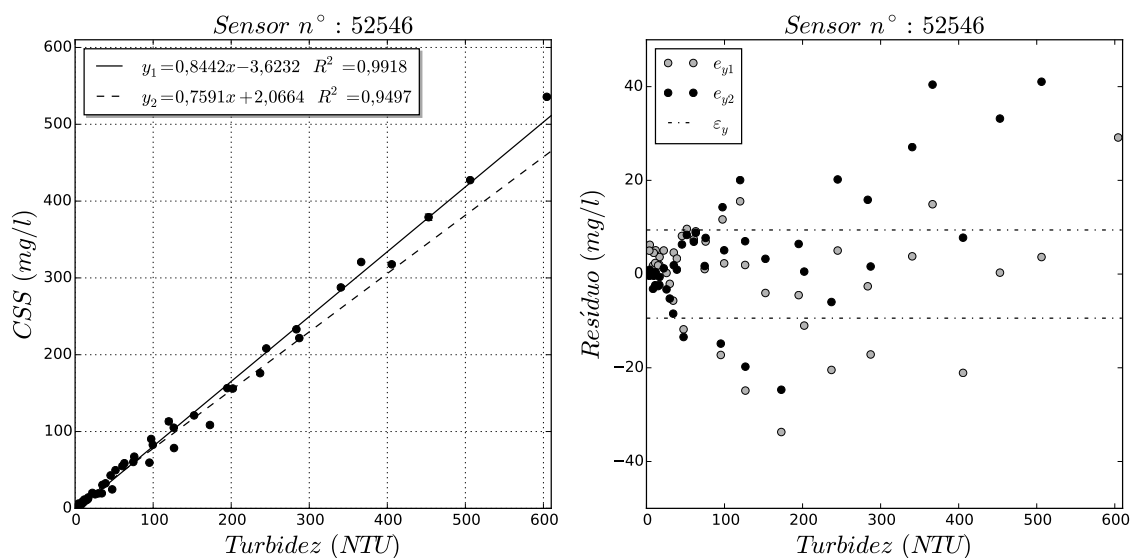 Sensor n° : 52546
y1=0,8442x−3,6232 R² =0,9918
y2=0,7591x+2,0664 R² =0,9497
600
500
400
300
200
100
0
CSS (mg/l)
0 100 200 300 400 500 600
Turbidez (NTU)
Sensor n° : 52546
ey1
ey2
εy
40
20
0
−20
−40
Resíduo (mg/l)
0 100 200 300 400 500 600
Turbidez (NTU)